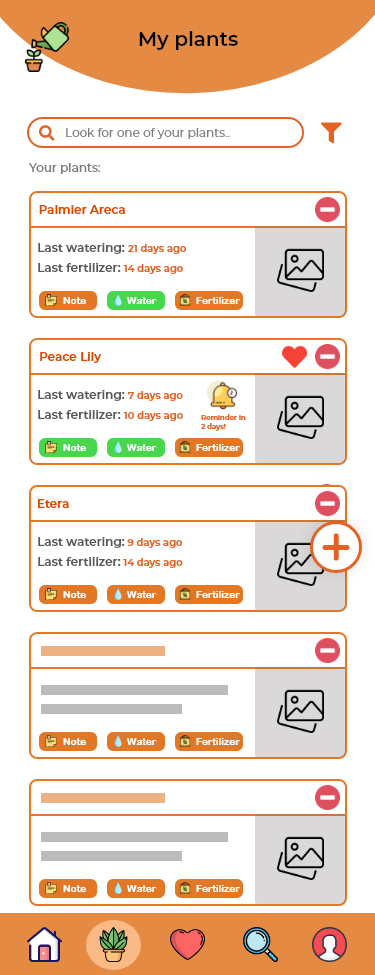 My plants
Look for one of your plants..
Your plants:
Palmier Areca
Last watering: 21 days ago
Last fertilizer: 14 days ago
Note Water Fertilizer
Peace Lily
Last watering: 7 days ago
Last fertilizer: 10 days ago
Reminder in
2 days!
Note Water Fertilizer
Etera
Last watering: 9 days ago
Last fertilizer: 14 days ago
Note Water Fertilizer
Note Water Fertilizer
Note Water Fertilizer